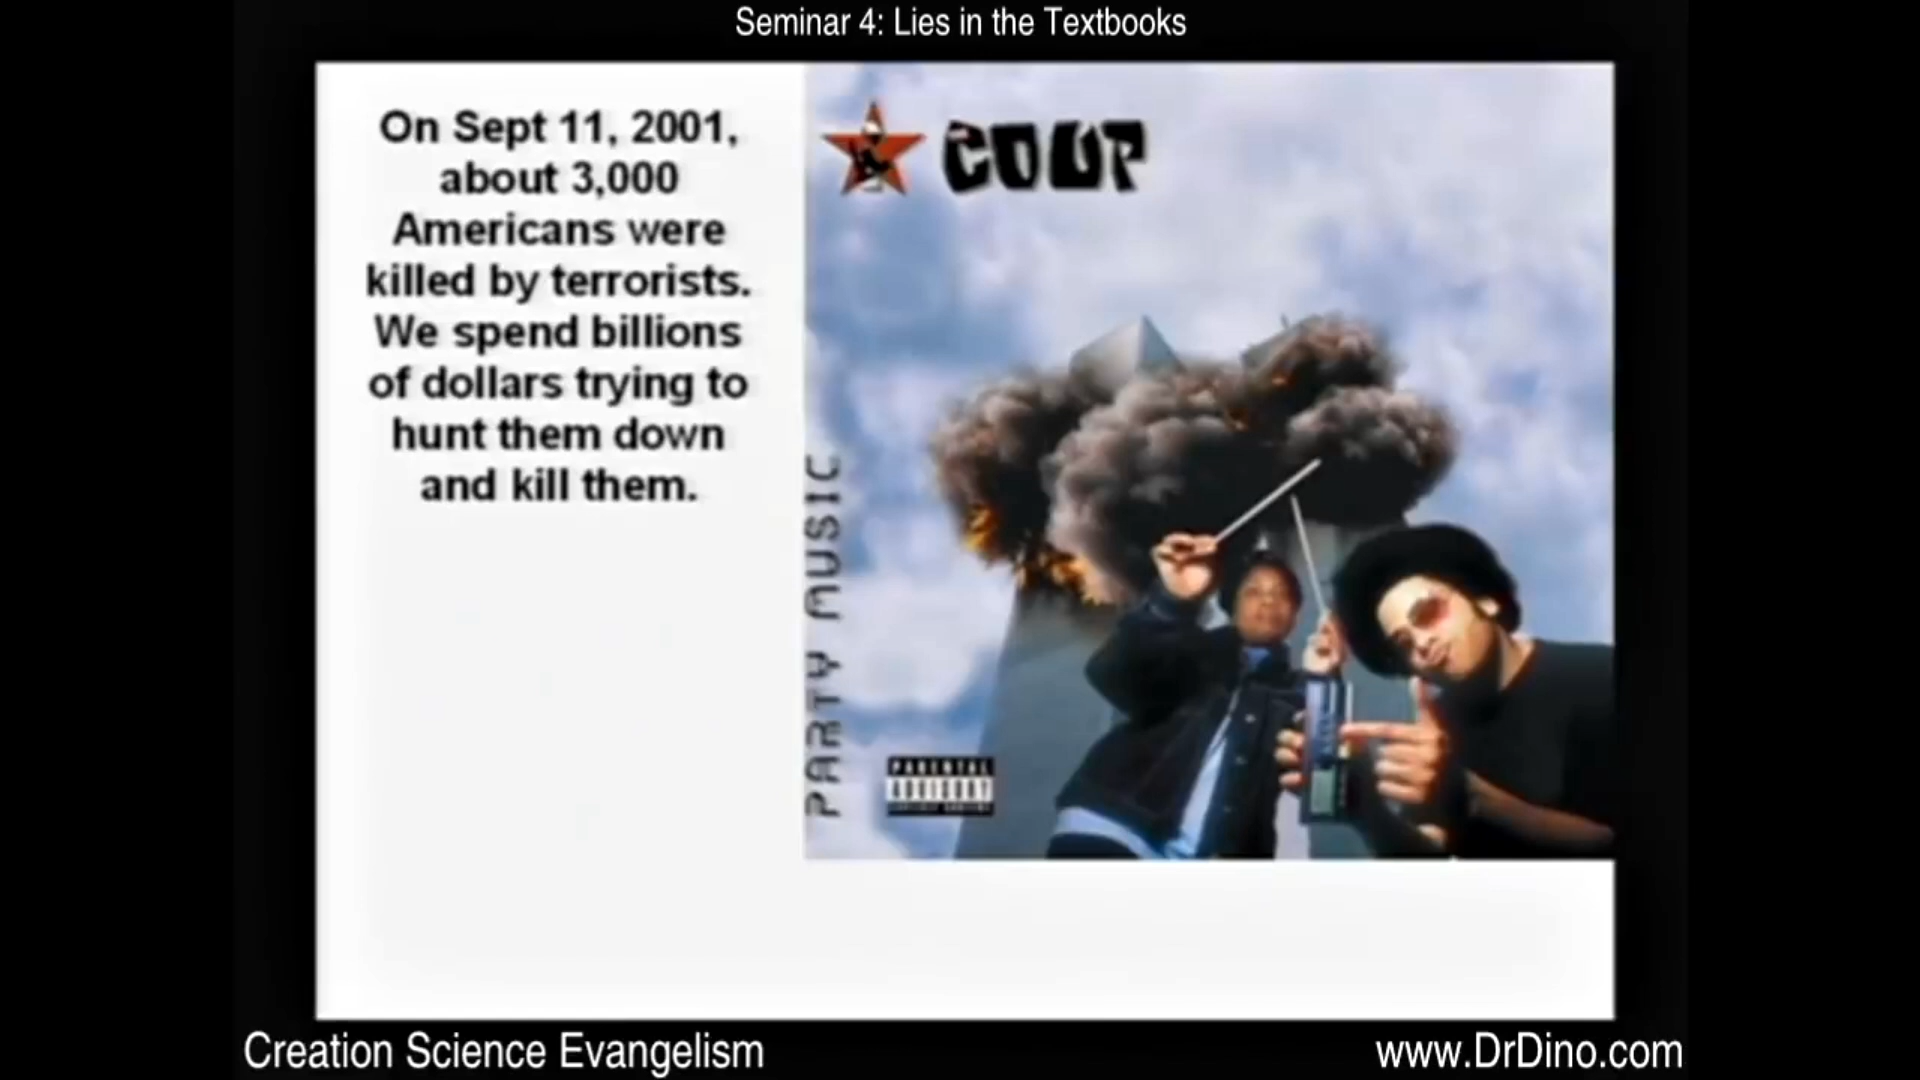 Seminar 4: Lies in the Textbooks
On Sept 11, 2001,
about 3,000
Americans were
killed by terrorists.
We spend billions
of dollars trying to
hunt them down
and kill them.
COUP
PARTY MUSIC
PARENTAL
ADVISORY
Creation Science Evangelism
www.DrDino.com